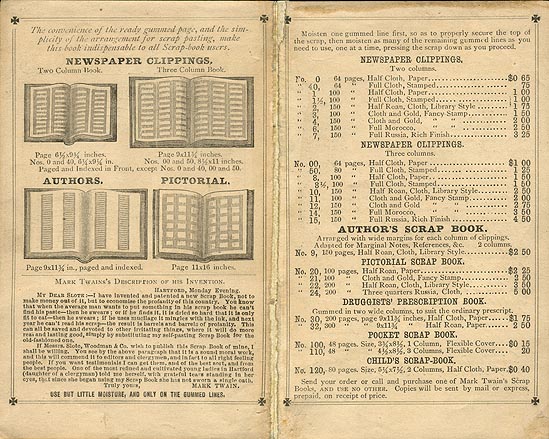 The convenience of the ready gummed page, and the sim-
plicity of the arrangement for scrap pasting, make
this book indispensable to all Scrap-book users.
NEWSPAPER CLIPPINGS.
Two Column Book.
Three Column Book.
Page 6½x9¾ inches.
Nos. 0 and 40, 6½x9¼ in.
Page 9x11¾ inches.
Nos. 00 and 50, 8½x11 inches.
Paged and Indexed in Front, except Nos. 0 and 40, 00 and 50.
AUTHORS.
PICTORIAL.
Page 9x11¾ in., paged and indexed.
Page 11x16 inches.
MARK TWAIN'S DESCRIPTION OF HIS INVENTION.
HARTFORD, Monday Evening.
MY DEAR SLOTE:—I have invented and patented a new Scrap Book, not to
make money out of it, but to economise the profanity of this country. You know
that when the average man wants to put something in his scrap book he can't
find his paste—then he swears; or if he finds it, it is dried so hard that it is only
fit to eat—then he swears; if he uses mucilage it mingles with the ink, and next
year he can't read his scrap—the result is barrels and barrels of profanity. This
can all be saved and devoted to other irritating things, where it will do more
real and lasting good, simply by substituting my self-pasting Scrap Book for the
old-fashioned one.
If Messrs. Slote, Woodman & Co. wish to publish this Scrap Book of mine, I
shall be willing. You see by the above paragraph that it is a sound moral work,
and this will commend it to editors and clergymen, and in fact to all right feeling
people. If you want testimonials I can get them, and of the best sort, and from
the best people. One of the most refined and cultivated young ladies in Hartford
(daughter of a clergyman) told me herself, with grateful tears standing in her
eyes, that since she began using my Scrap Book she has not sworn a single oath.
Truly yours, MARK TWAIN.
USE BUT LITTLE MOISTURE, AND ONLY ON THE GUMMED LINES.
Moisten one gummed line first, so as to properly secure the top of
the scrap, then moisten as many of the remaining gummed lines as you
need to use, one at a time, pressing the scrap down as you proceed.
NEWSPAPER CLIPPINGS.
Two columns.
No. 0 64 pages, Half Cloth, Paper $0 65
" 40, 64 " Full Cloth, Stamped 75
" 1 100 " Half Cloth, Paper 1 00
" 1½, 100 " Full Cloth, Stamped 1 00
" 2, 150 " Half Roan, Cloth, Library Style 1 75
" 3, 100 " Cloth and Gold, Fancy Stamp 1 50
" 4, 150 " Cloth and Gold, " " 2 00
" 6, 150 " Full Morocco, 2 50
" 7, 150 " Full Russia, Rich Finish 3 25
NEWSPAPER CLIPPINGS.
Three columns.
No. 00, 64 pages, Half Cloth, Paper $1 00
" 50, 80 " Full Cloth, Stamped 1 25
" 8, 100 " Half Cloth, Paper 1 50
" 8½, 100 " Full Cloth, Stamped 1 50
" 10, 150 " Half Roan, Cloth, Library Style 2 50
" 11, 100 " Cloth and Gold, Fancy Stamp 2 00
" 12, 150 " Cloth and Gold " " 2 75
" 14, 150 " Full Morocco, 3 50
" 15, 150 " Full Russia, Rich Finish 4 50
AUTHOR'S SCRAP BOOK.
Arranged with wide margins for each column of clippings.
Adapted for Marginal Notes, References, &c. 2 columns.
No. 9, 150 pages, Half Roan, Cloth, Library Style $2 50
PICTORIAL SCRAP BOOK.
No. 20, 100 pages, Half Roan, Paper $2 25
" 21, 100 " Cloth and Gold, Fancy Stamp 2 50
" 22, 200 " Half Roan, Cloth, Library Style 3 50
" 24, 200 " Three quarters Russia, Cloth 5 00
DRUGGISTS' PRESCRIPTION BOOK.
Gummed in two wide columns, to suit the ordinary prescript.
No. 30, 200 pages, page 9x11¾ inches, Half Cloth, Paper, $1 75
" 32, 300 " " 9x11¾ " Half Roan, Paper 2 50
POCKET SCRAP BOOK.
No. 100, 48 pages. Size, 3¾x8½, 1 Column, Flexible Cover $0 15
" 110, 48 " " 4½x8½, 3 Columns, Flexible Cover 20
CHILD'S SCRAP-BOOK.
No. 120, 80 pages. Size, 5¾x7¾, 2 Columns, Half Cloth, Paper, $0 40
Send your order or call and purchase one of Mark Twain's Scrap
Books, AND USE NO OTHER. Copies will be sent by mail or express,
prepaid, on receipt of price.